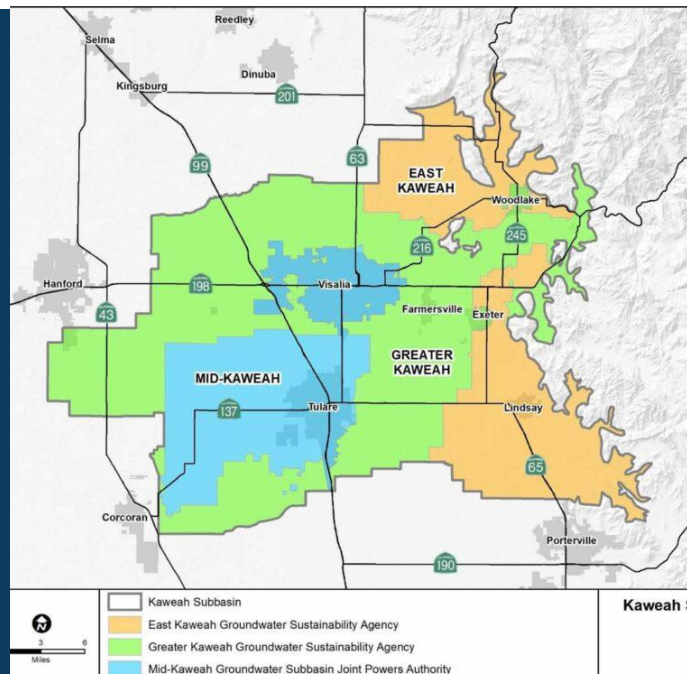 Reedley
Selma
Dinuba
Kingsburg
201
99
63
EAST
KAWEAH
Woodlake
216
245
Hanford
198
Visalia
43
Farmersville
Exeter
MID-KAWEAH
GREATER
KAWEAH
137
Tulare
Lindsay
65
Corcoran
Porterville
190
Kaweah Subbasin
Kaweah S
East Kaweah Groundwater Sustainability Agency
Greater Kaweah Groundwater Sustainability Agency
Mid-Kaweah Groundwater Subbasin Joint Powers Authority
N
3 6
Miles